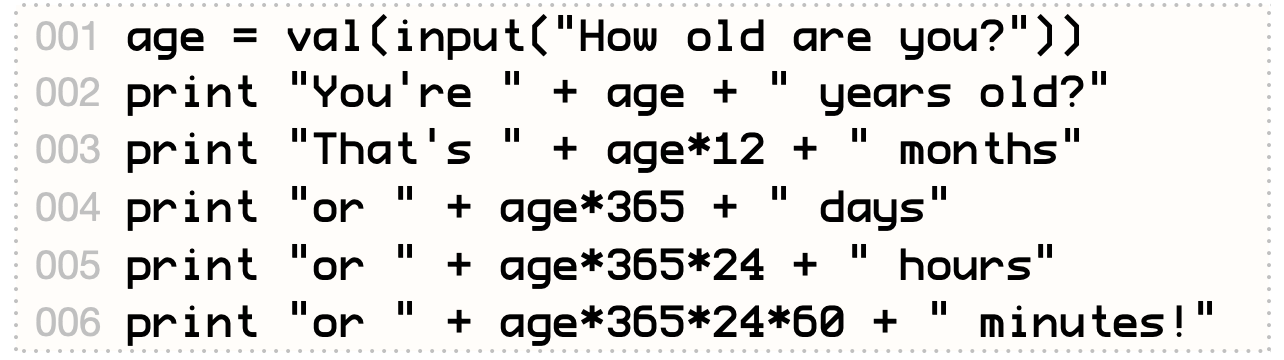 001 age = val(input("How old are you?"))
002 print "You're " + age + " years old?"
003 print "That's " + age*12 + " months"
004 print "or " + age*365 + " days"
005 print "or " + age*365*24 + " hours"
006 print "or " + age*365*24*60 + " minutes!"